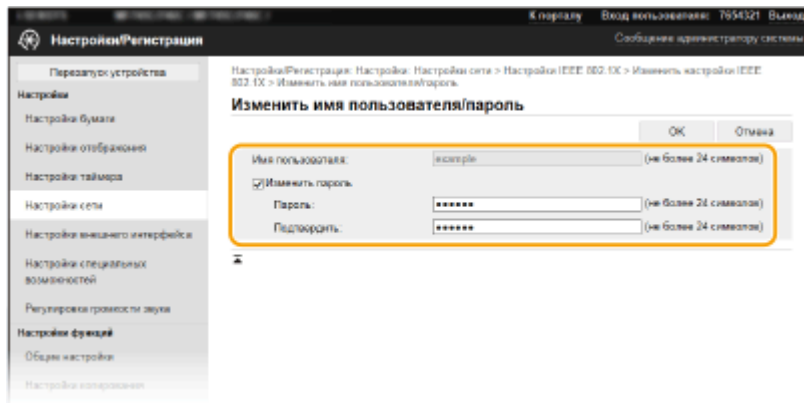 К порталу Вход пользователя: 7654321 Выход
Настройки/Регистрация
Сообщение администратору системы
Перезапуск устройства
Настройки
Настройки бумаги
Настройки отображения
Настройки таймера
Настройки сети
Настройки внешнего интерфейса
Настройки специальных
возможностей
Регулировка громкости звука
Настройки функций
Общие настройки
Настройки копирования
Настройки/Регистрация: Настройки: Настройки сети > Настройки IEEE 802.1X > Изменить настройки IEEE
802.1X > Изменить имя пользователя/пароль
Изменить имя пользователя/пароль
OK Отмена
Имя пользователя: example (не более 24 символов)
Изменить пароль
Пароль: •••••• (не более 24 символов)
Подтвердить: •••••• (не более 24 символов)